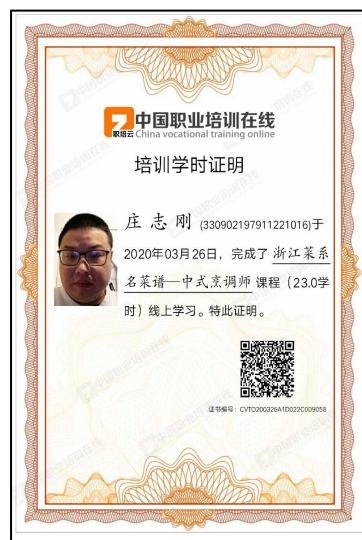 中国职业培训在线
职培云 China vocational training online
培训学时证明
庄志刚 (330902197911221016)于
2020年03月26日，完成了 浙江菜系
名菜谱—中式烹调师 课程（23.0学
时）线上学习。特此证明。
证书编号：CVTO200326A1D022C009058